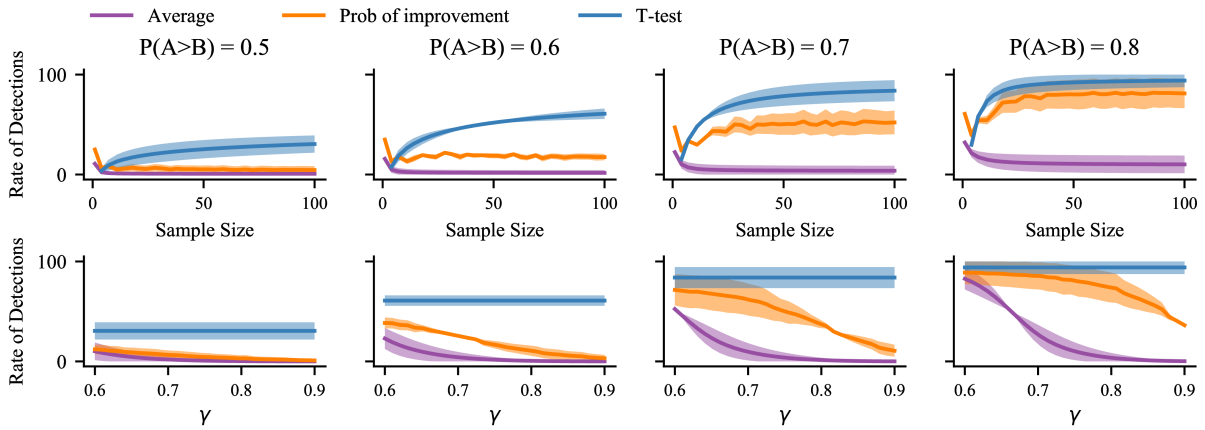 Average Prob of improvement T-test
P(A>B) = 0.5 P(A>B) = 0.6 P(A>B) = 0.7 P(A>B) = 0.8
Rate of Detections
100
0
0 50 100 0 50 100 0 50 100 0 50 100
Sample Size Sample Size Sample Size Sample Size
Rate of Detections
100
0
0.6 0.7 0.8 0.9 0.6 0.7 0.8 0.9 0.6 0.7 0.8 0.9 0.6 0.7 0.8 0.9
γ γ γ γ